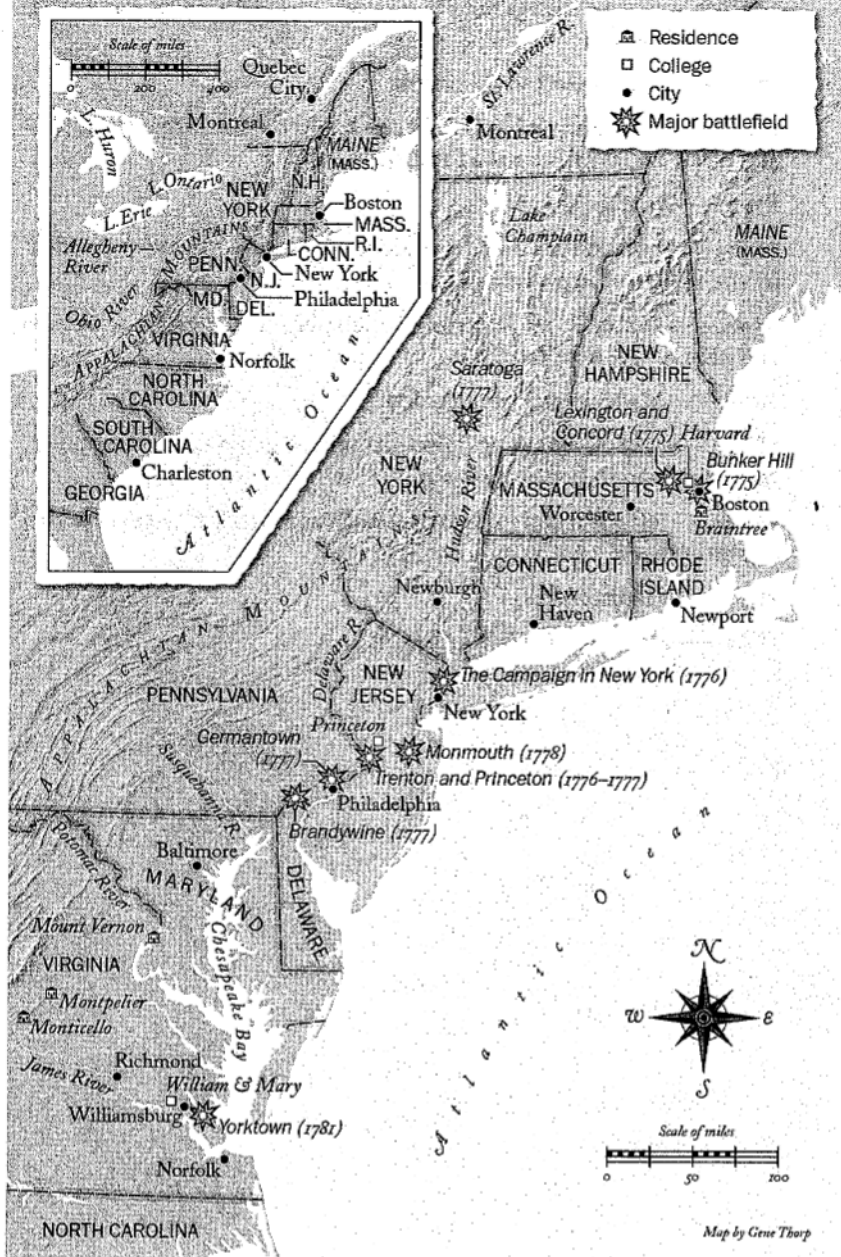 Scale of miles
0 200 400
Quebec
City
Montreal
L. Huron
MAINE
(MASS.)
L. Ontario
N.H.
NEW
YORK
L. Erie
Boston
MASS.
R.I.
CONN.
Allegheny
River
APPALACHIAN MOUNTAINS
PENN.
New York
N.J.
Philadelphia
MD.
DEL.
Ohio River
VIRGINIA
Norfolk
NORTH
CAROLINA
SOUTH
CAROLINA
Charleston
GEORGIA
Atlantic Ocean
Residence
College
City
Major battlefield
St. Lawrence R.
Montreal
Lake
Champlain
MAINE
(MASS.)
NEW
HAMPSHIRE
Saratoga
(1777)
Lexington and
Concord (1775)
Harvard
Bunker Hill
(1775)
NEW
YORK
Hudson River
MASSACHUSETTS
Boston
Worcester
Braintree
CONNECTICUT
RHODE
ISLAND
Newburgh
New
Haven
Newport
APPALACHIAN MOUNTAINS
Delaware R.
NEW
JERSEY
The Campaign in New York (1776)
PENNSYLVANIA
New York
Princeton
Germantown
(1777)
Monmouth (1778)
Trenton and Princeton (1776–1777)
Susquehanna R.
Philadelphia
Brandywine (1777)
Potomac River
Baltimore
MARYLAND
DELAWARE
Mount Vernon
Chesapeake Bay
VIRGINIA
Montpelier
Monticello
Richmond
James River
William & Mary
Williamsburg
Yorktown (1781)
Norfolk
NORTH CAROLINA
Atlantic Ocean
N
W E
S
Scale of miles
0 50 100
Map by Gene Thorp